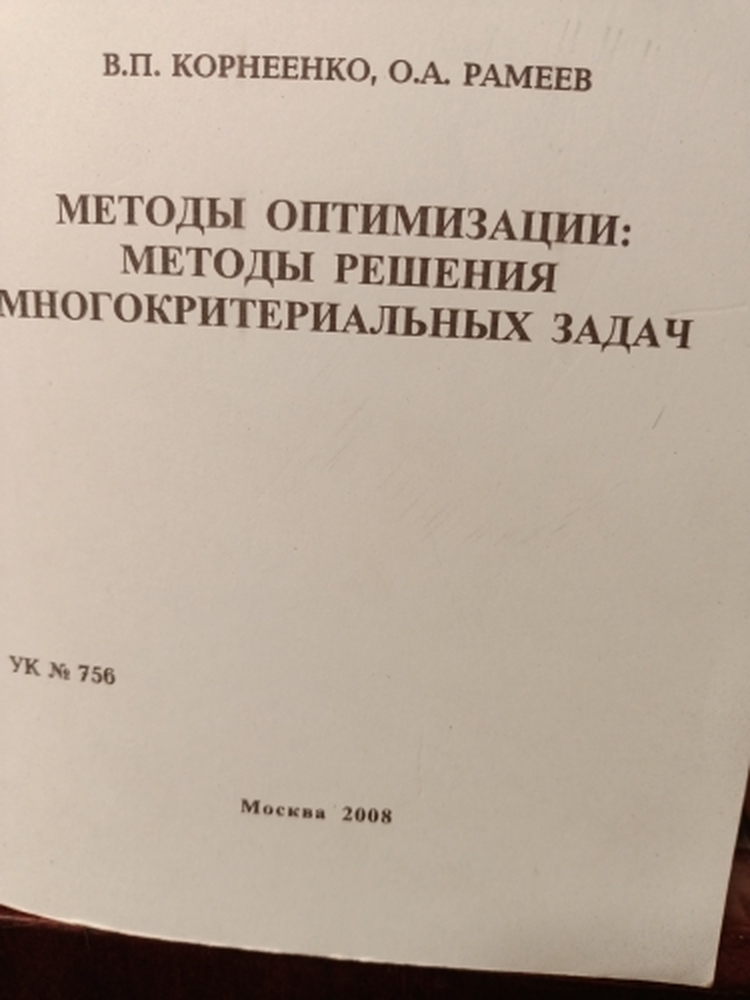 В.П. КОРНЕЕНКО, О.А. РАМЕЕВ
МЕТОДЫ ОПТИМИЗАЦИИ:
МЕТОДЫ РЕШЕНИЯ
МНОГОКРИТЕРИАЛЬНЫХ ЗАДАЧ
УК № 756
Москва 2008